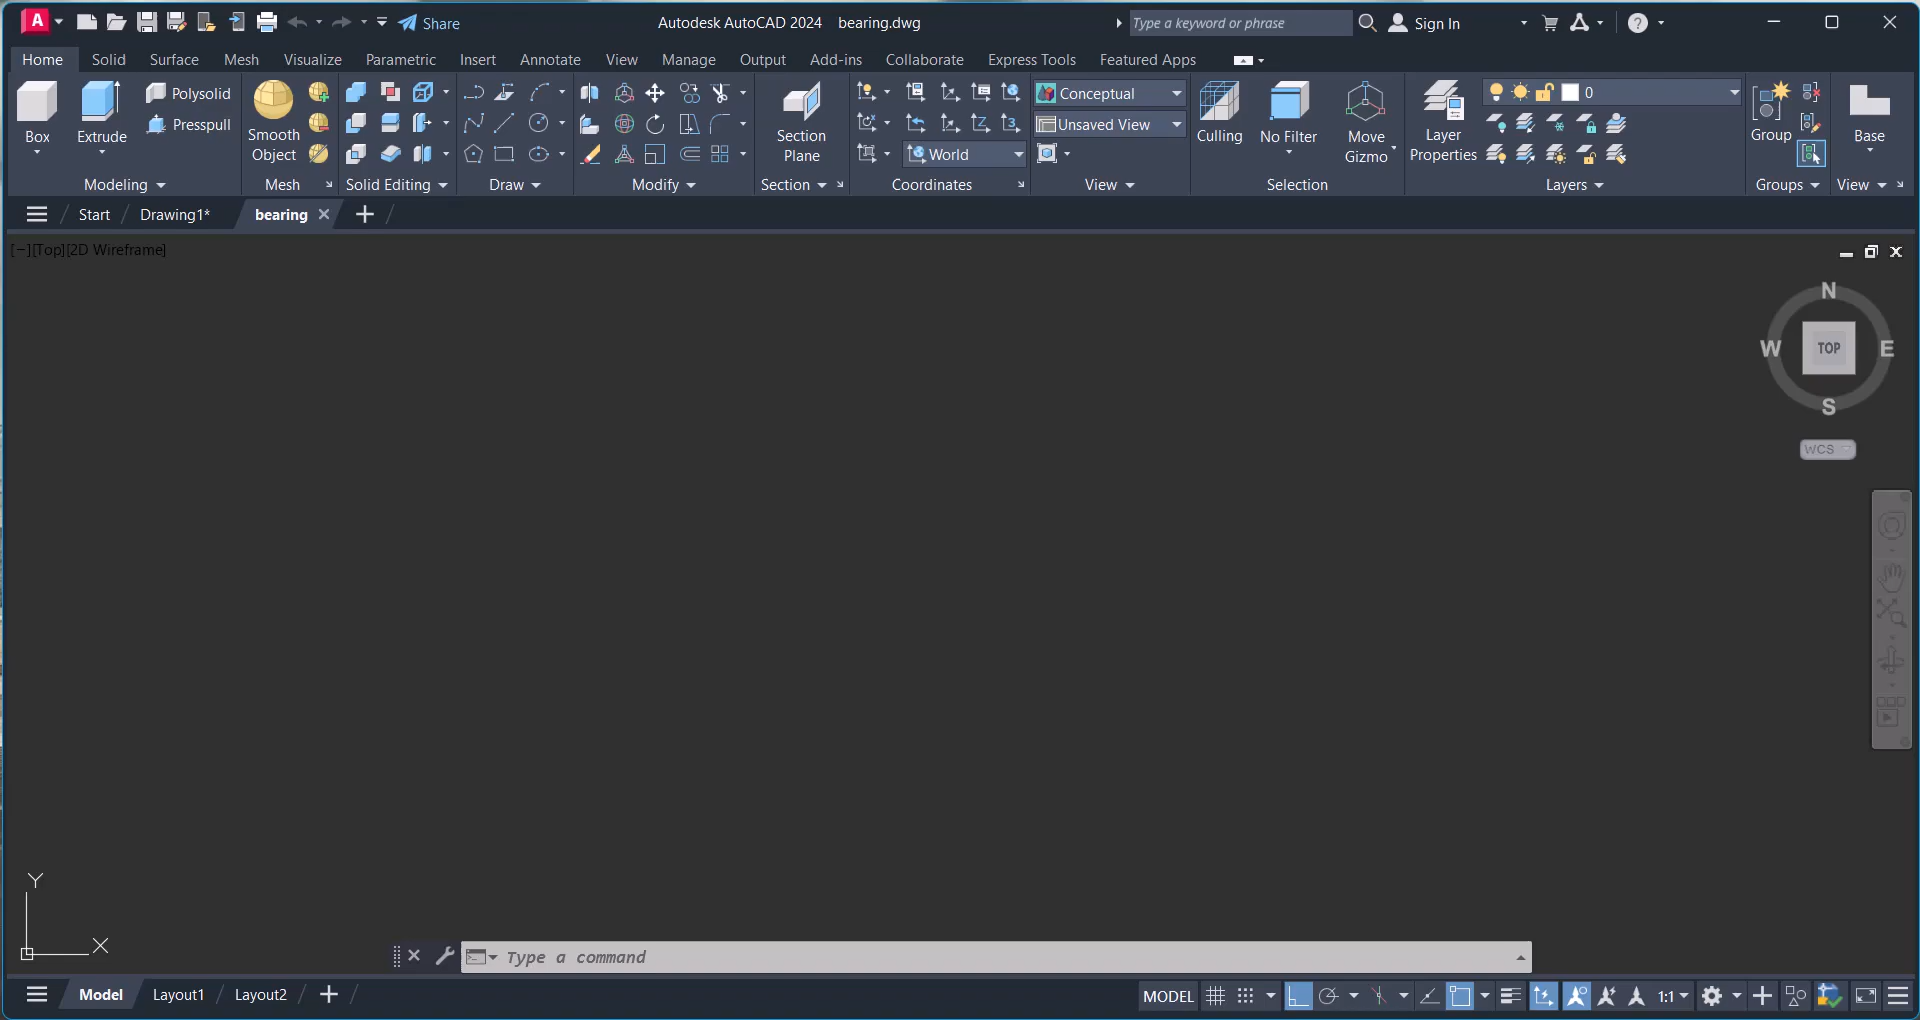 A Share Autodesk AutoCAD 2024 bearing.dwg Type a keyword or phrase Sign In
Home Solid Surface Mesh Visualize Parametric Insert Annotate View Manage Output Add-ins Collaborate Express Tools Featured Apps
Box
Extrude
Polysolid
Presspull
Modeling
Smooth
Object
Mesh
Solid Editing
Draw
Modify
Section
Plane
Section
World
Coordinates
Conceptual
Unsaved View
View
Culling
No Filter
Move
Gizmo
Selection
Layer
Properties
0
Layers
Group
Groups
Base
View
Start Drawing1* bearing
[−][Top][2D Wireframe]
N
W TOP E
S
WCS
Y
X
Type a command
Model Layout1 Layout2 MODEL 1:1